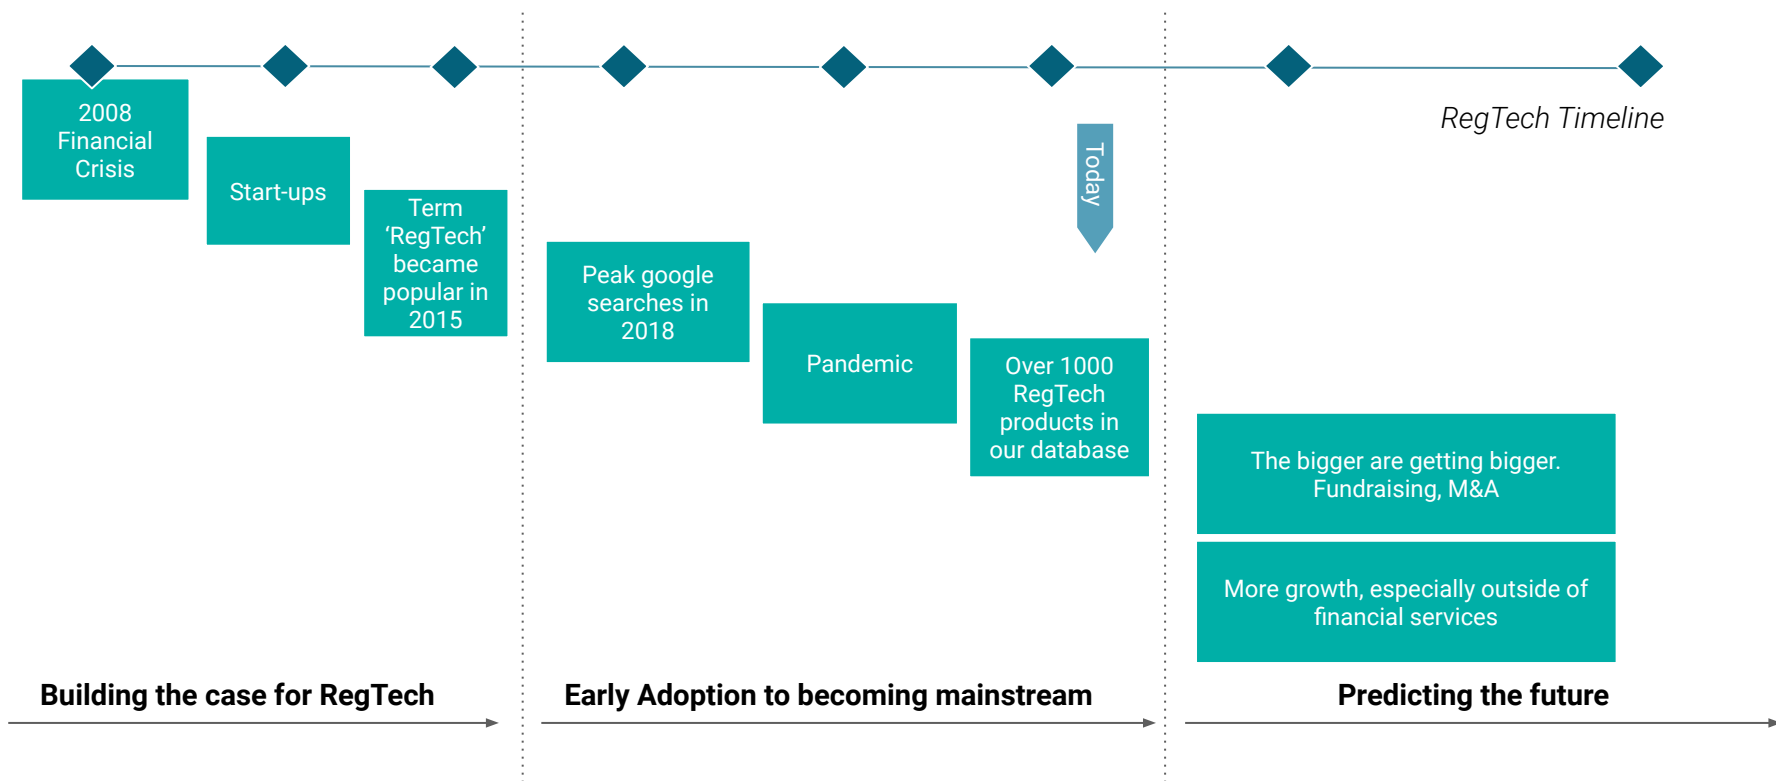 RegTech Timeline
2008
Financial
Crisis
Start-ups
Term
‘RegTech’
became
popular in
2015
Peak google
searches in
2018
Pandemic
Today
Over 1000
RegTech
products in
our database
The bigger are getting bigger.
Fundraising, M&A
More growth, especially outside of
financial services
Building the case for RegTech
Early Adoption to becoming mainstream
Predicting the future